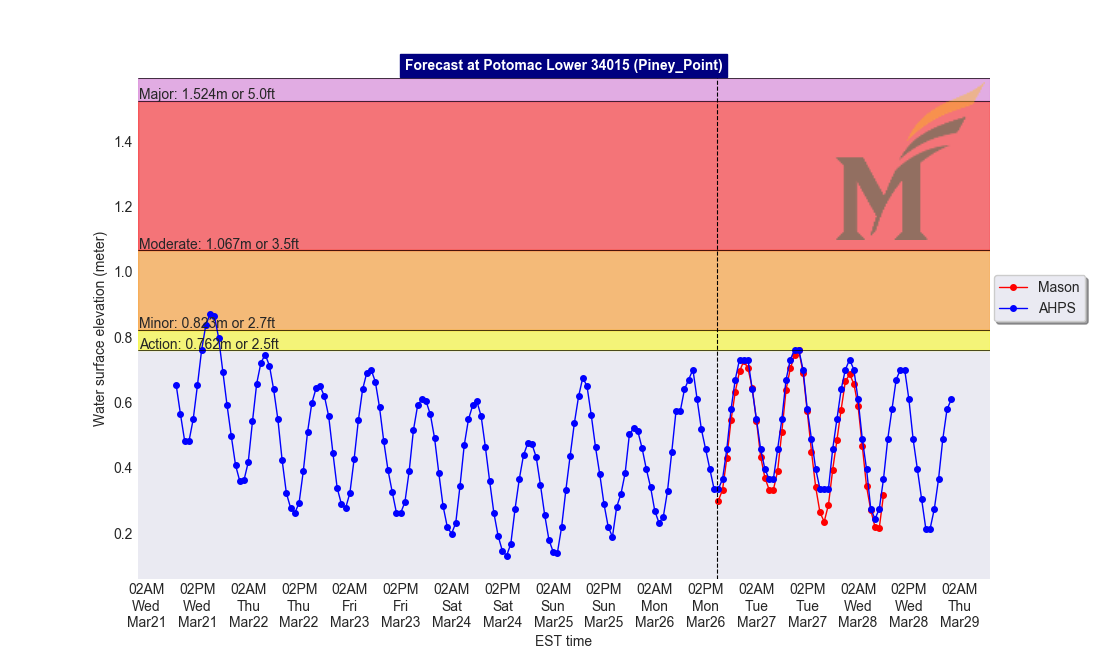 Forecast at Potomac Lower 34015 (Piney_Point)
Major: 1.524m or 5.0ft
Moderate: 1.067m or 3.5ft
Minor: 0.823m or 2.7ft
Action: 0.762m or 2.5ft
1.4
1.2
1.0
0.8
0.6
0.4
0.2
Water surface elevation (meter)
M
Mason
AHPS
02AM 02PM 02AM 02PM 02AM 02PM 02AM 02PM 02AM 02PM 02AM 02PM 02AM 02PM 02AM 02PM 02AM
Wed Wed Thu Thu Fri Fri Sat Sat Sun Sun Mon Mon Tue Tue Wed Wed Thu
Mar21 Mar21 Mar22 Mar22 Mar23 Mar23 Mar24 Mar24 Mar25 Mar25 Mar26 Mar26 Mar27 Mar27 Mar28 Mar28 Mar29
EST time